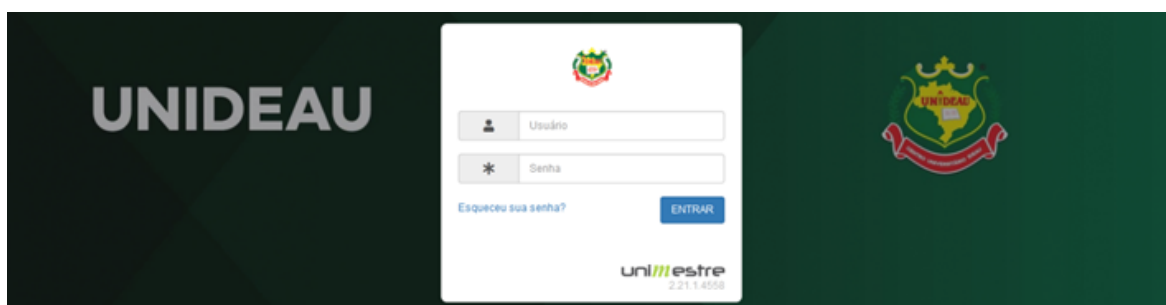 UNIDEAU
Usuário
Senha
Esqueceu sua senha?
ENTRAR
unimestre
2.21.1.4558
UNIDEAU